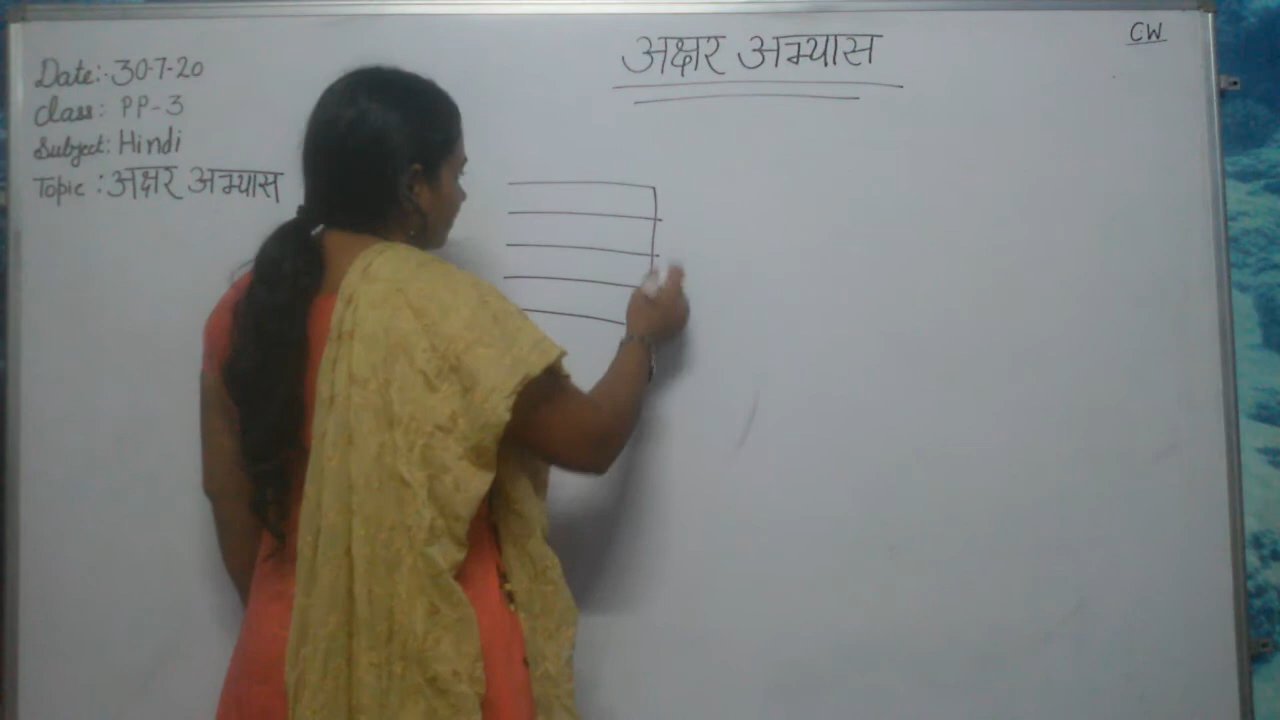 अक्षर अभ्यास
CW
Date:- 30-7-20
Class: PP-3
Subject: Hindi
Topic : अक्षर अभ्यास